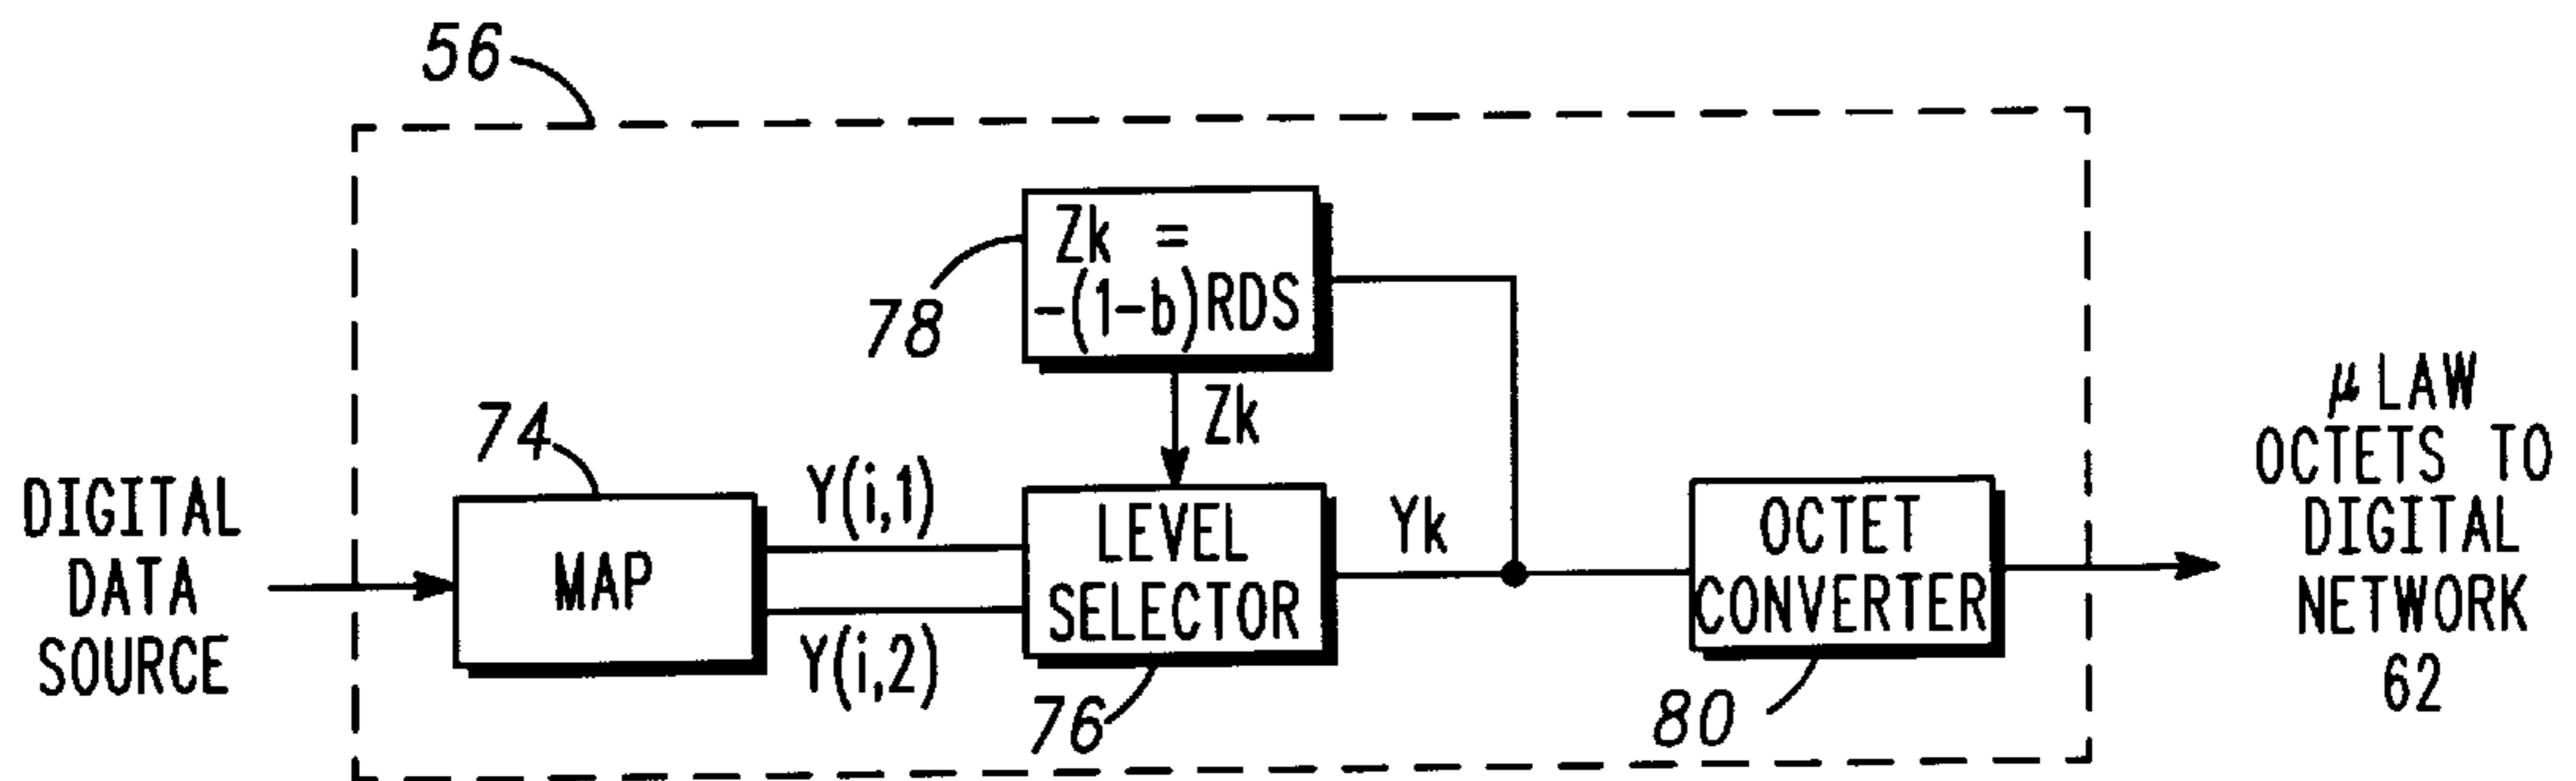 56
Zk =
-(1-b)RDS
78
Zk
74
Y(i,1)
Y(i,2)
DIGITAL
DATA
SOURCE
MAP
LEVEL
SELECTOR
76
Yk
OCTET
CONVERTER
80
μ LAW
OCTETS TO
DIGITAL
NETWORK
62